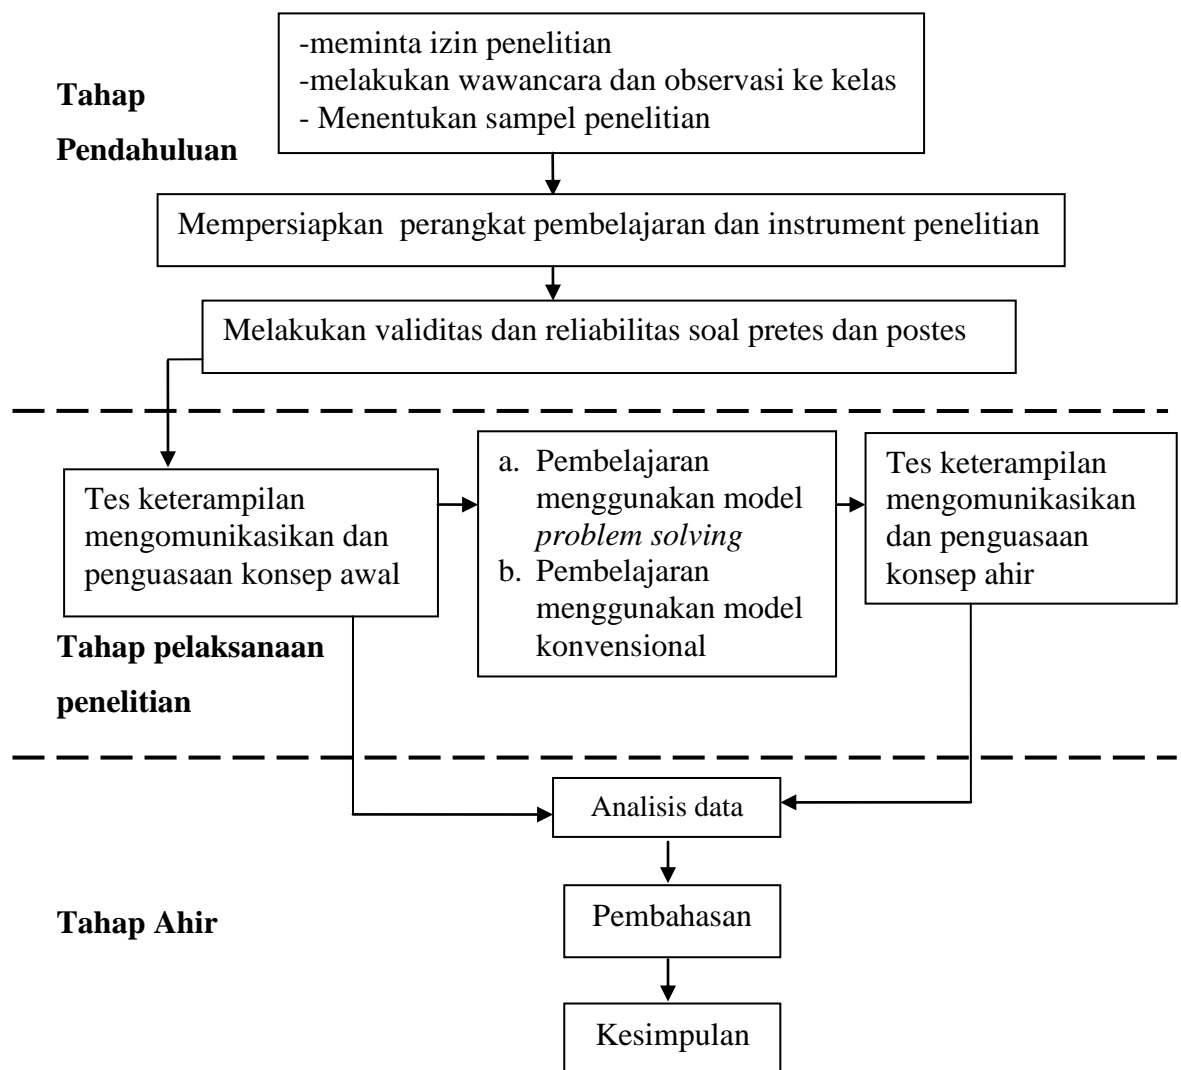 -meminta izin penelitian
-melakukan wawancara dan observasi ke kelas
- Menentukan sampel penelitian
Tahap
Pendahuluan
Mempersiapkan  perangkat pembelajaran dan instrument penelitian
Melakukan validitas dan reliabilitas soal pretes dan postes
Tes keterampilan
mengomunikasikan dan
penguasaan konsep awal
a. Pembelajaran
menggunakan model
problem solving
b. Pembelajaran
menggunakan model
konvensional
Tes keterampilan
mengomunikasikan
dan penguasaan
konsep ahir
Tahap pelaksanaan
penelitian
Analisis data
Pembahasan
Tahap Ahir
Kesimpulan